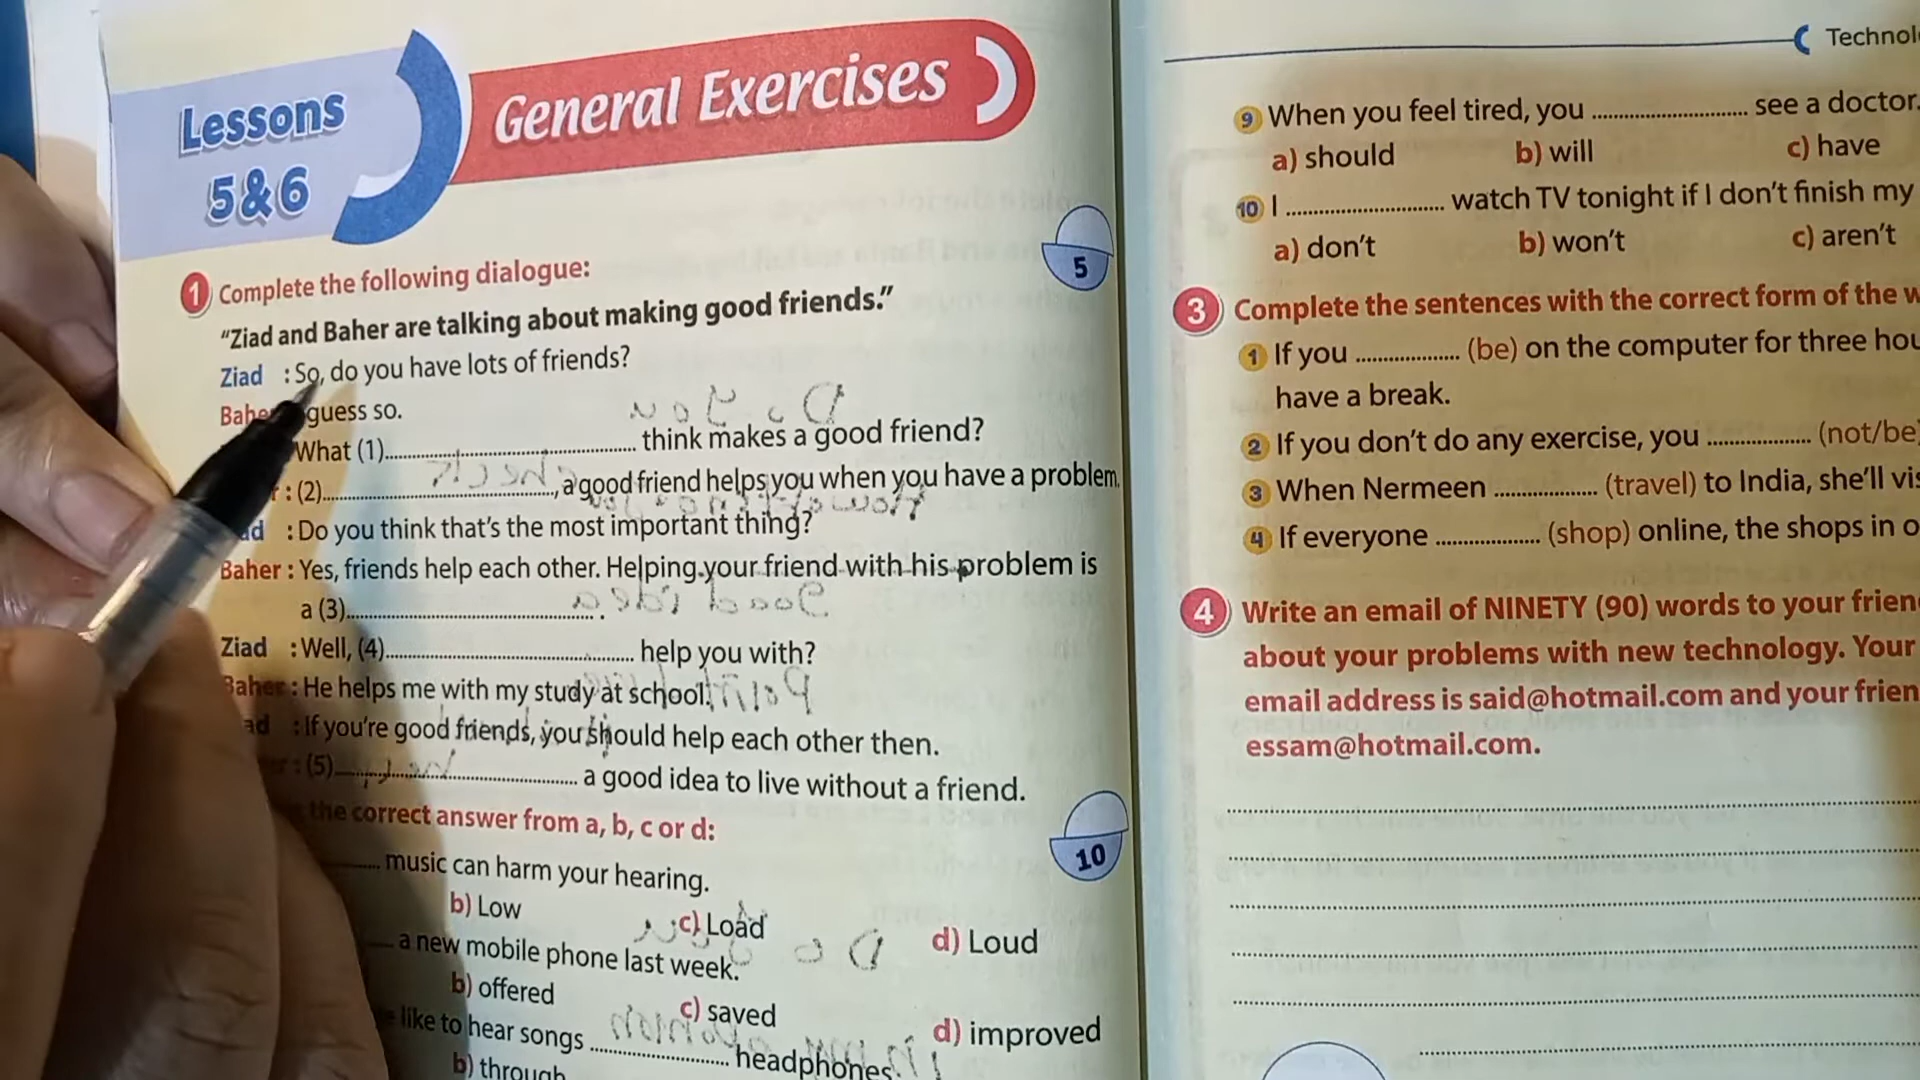 Lessons
5&6
General Exercises
5
1 Complete the following dialogue:
"Ziad and Baher are talking about making good friends."
Ziad : So, do you have lots of friends?
guess so.
What (1).............................. think makes a good friend?
: (2).............................., a good friend helps you when you have a problem.
: Do you think that's the most important thing?
Baher : Yes, friends help each other. Helping your friend with his problem is
a (3).............................. .
Ziad : Well, (4).............................. help you with?
Baher : He helps me with my study at school.
: If you're good friends, you should help each other then.
: (5).............................. a good idea to live without a friend.
the correct answer from a, b, c or d:
10
music can harm your hearing.
b) Low
c) Load
d) Loud
a new mobile phone last week.
b) offered
c) saved
d) improved
like to hear songs .................. headphones.
b) through
9 When you feel tired, you .................. see a doctor.
a) should b) will c) have
10 I .................. watch TV tonight if I don't finish my
a) don't b) won't c) aren't
3 Complete the sentences with the correct form of the
1 If you .................. (be) on the computer for three
have a break.
2 If you don't do any exercise, you .................. (not/be)
3 When Nermeen .................. (travel) to India, she'll
4 If everyone .................. (shop) online, the shops in
4 Write an email of NINETY (90) words to your
about your problems with new technology. Your
email address is said@hotmail.com and your
essam@hotmail.com.